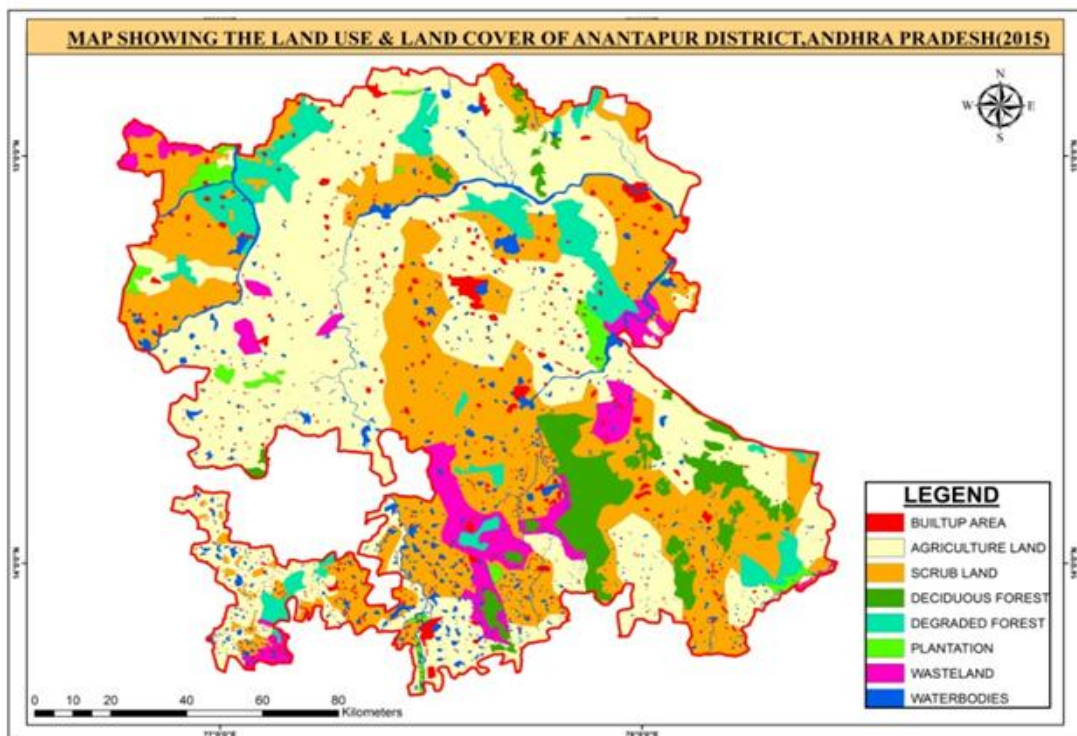 MAP SHOWING THE LAND USE & LAND COVER OF ANANTAPUR DISTRICT,ANDHRA PRADESH(2015)
N
W E
S
LEGEND
BUILTUP AREA
AGRICULTURE LAND
SCRUB LAND
DECIDUOUS FOREST
DEGRADED FOREST
PLANTATION
WASTELAND
WATERBODIES
0 10 20 40 60 80
Kilometers